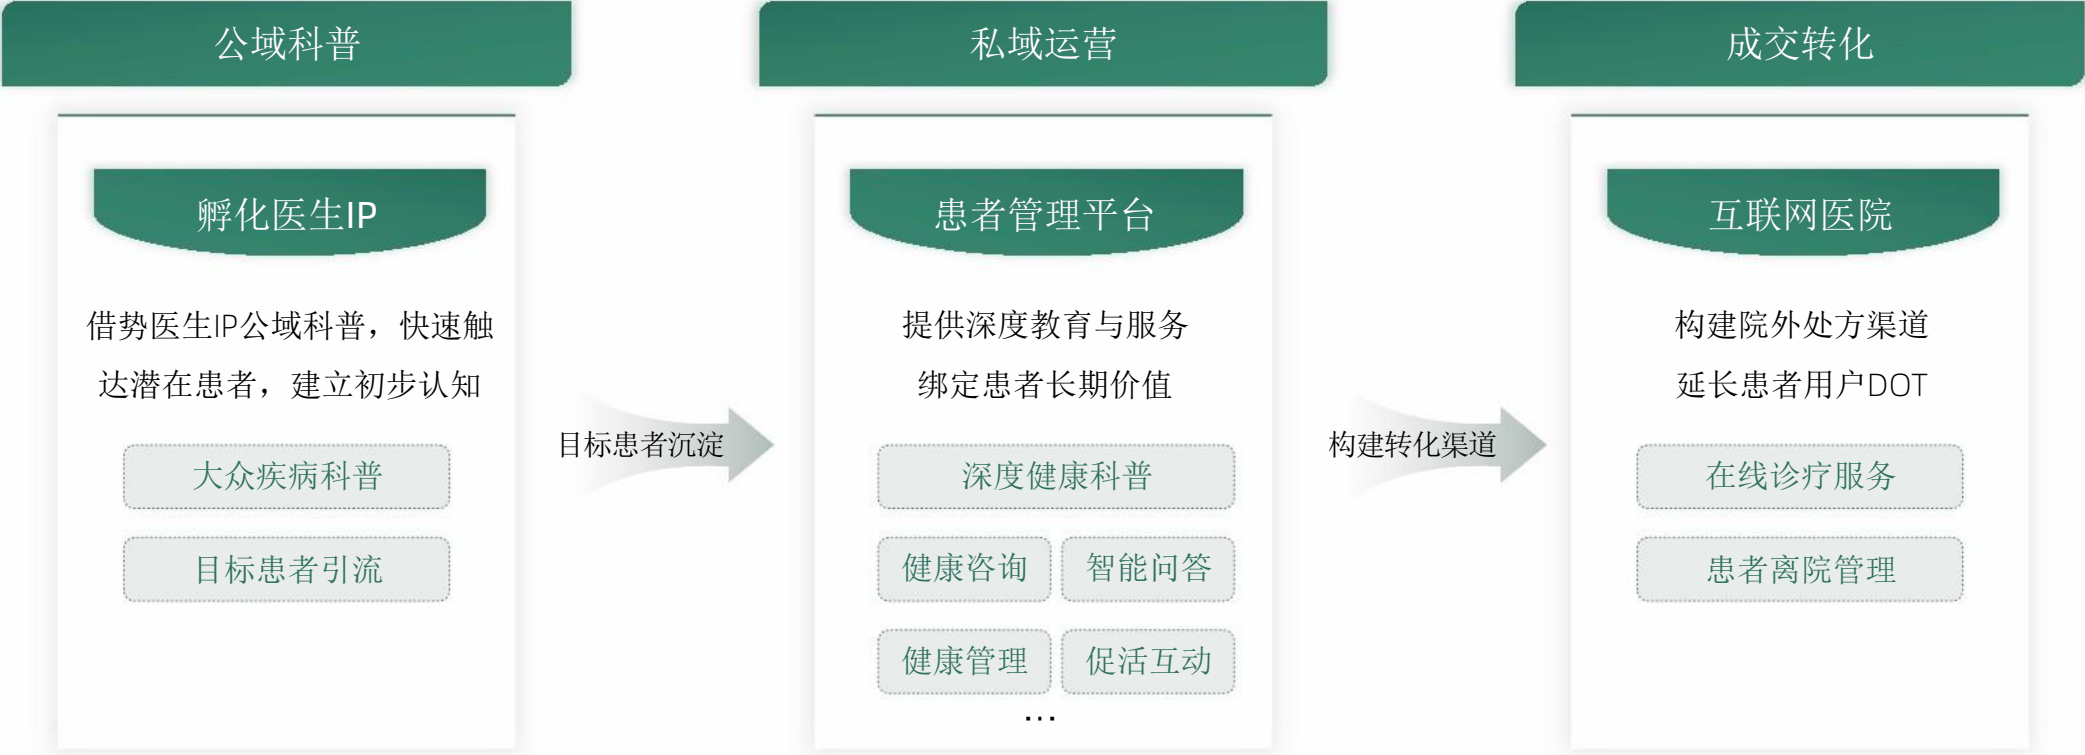 公域科普
孵化医生IP
借势医生IP公域科普，快速触
达潜在患者，建立初步认知
大众疾病科普
目标患者引流
目标患者沉淀
私域运营
患者管理平台
提供深度教育与服务
绑定患者长期价值
深度健康科普
健康咨询
智能问答
健康管理
促活互动
...
构建转化渠道
成交转化
互联网医院
构建院外处方渠道
延长患者用户DOT
在线诊疗服务
患者离院管理